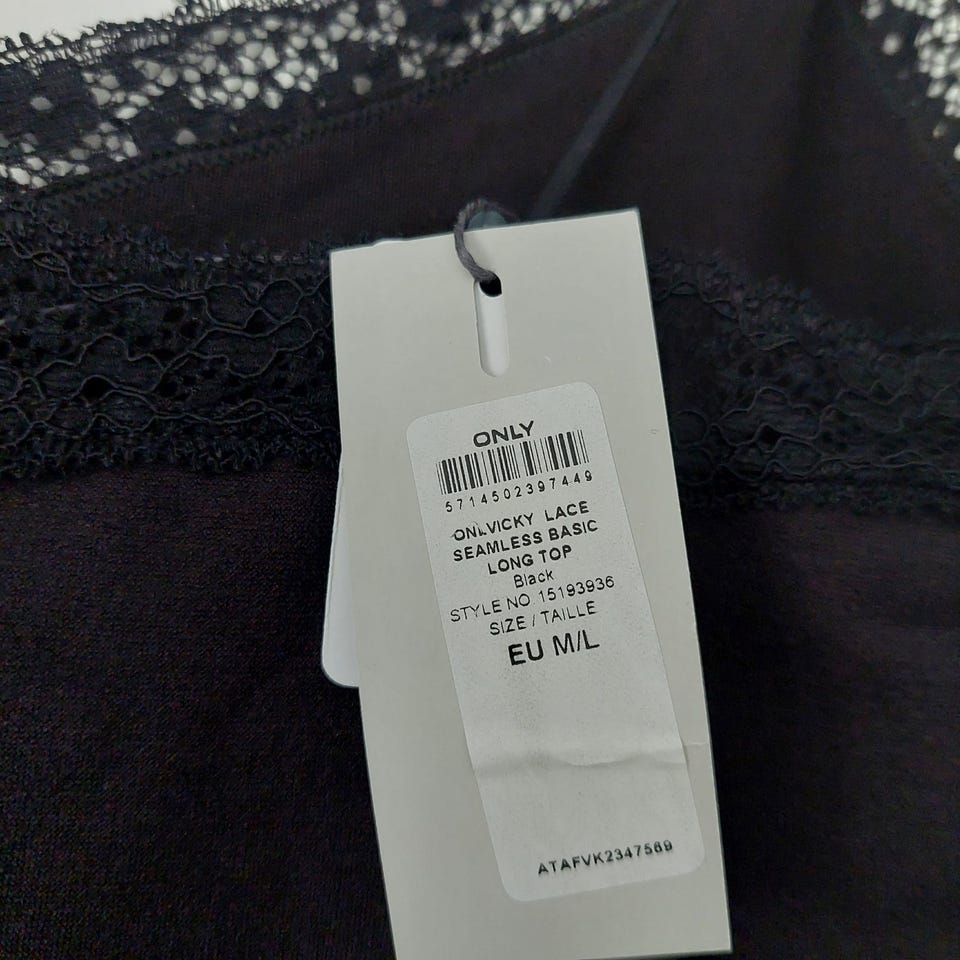 ONLY
5714502397449
ONLVICKY LACE
SEAMLESS BASIC
LONG TOP
Black
STYLE NO.15193936
SIZE / TAILLE
EU M/L
ATAFVK2347569